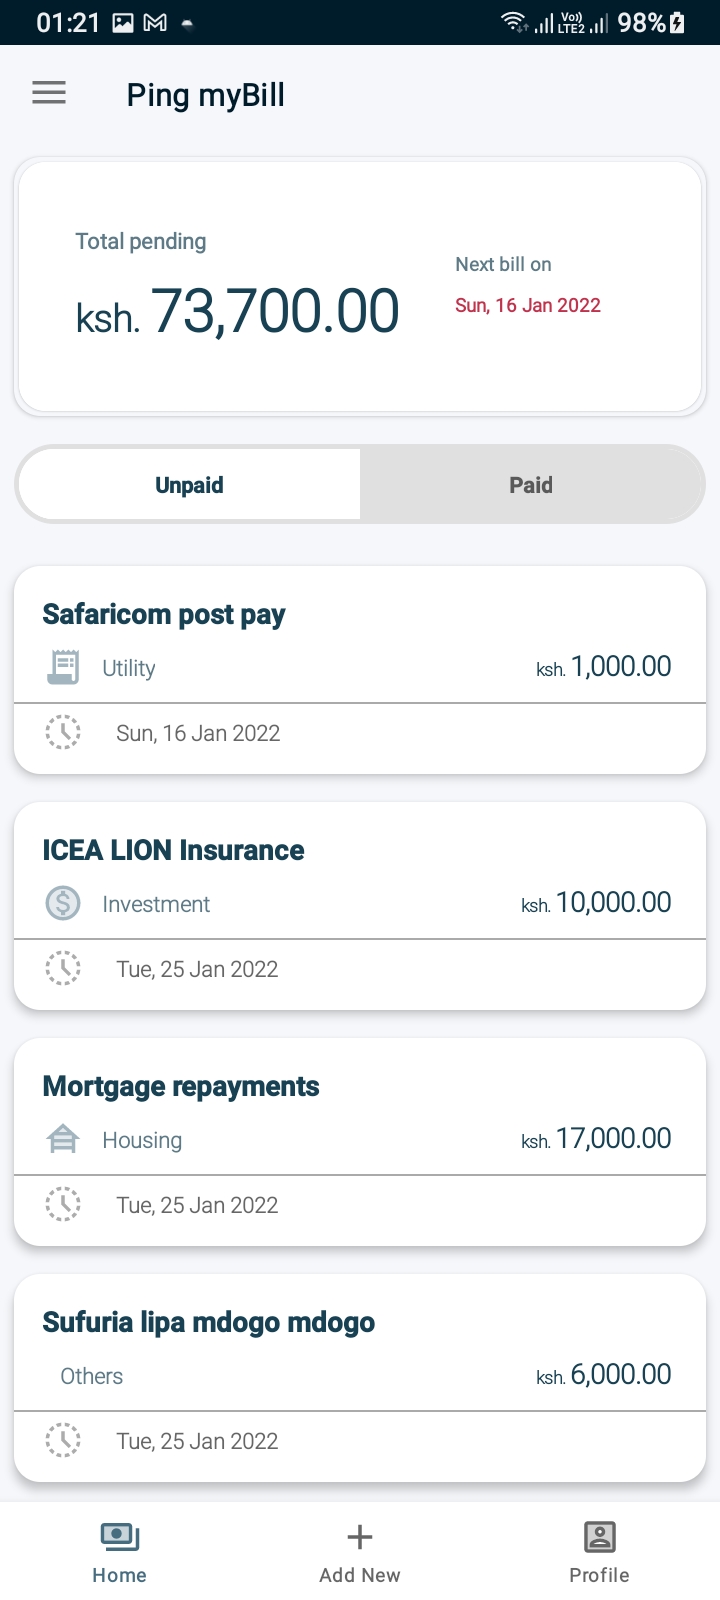 01:21 Vo)) LTE2 98%
Ping myBill
Total pending
ksh. 73,700.00
Next bill on
Sun, 16 Jan 2022
Unpaid Paid
Safaricom post pay
Utility ksh. 1,000.00
Sun, 16 Jan 2022
ICEA LION Insurance
Investment ksh. 10,000.00
Tue, 25 Jan 2022
Mortgage repayments
Housing ksh. 17,000.00
Tue, 25 Jan 2022
Sufuria lipa mdogo mdogo
Others ksh. 6,000.00
Tue, 25 Jan 2022
Home Add New Profile